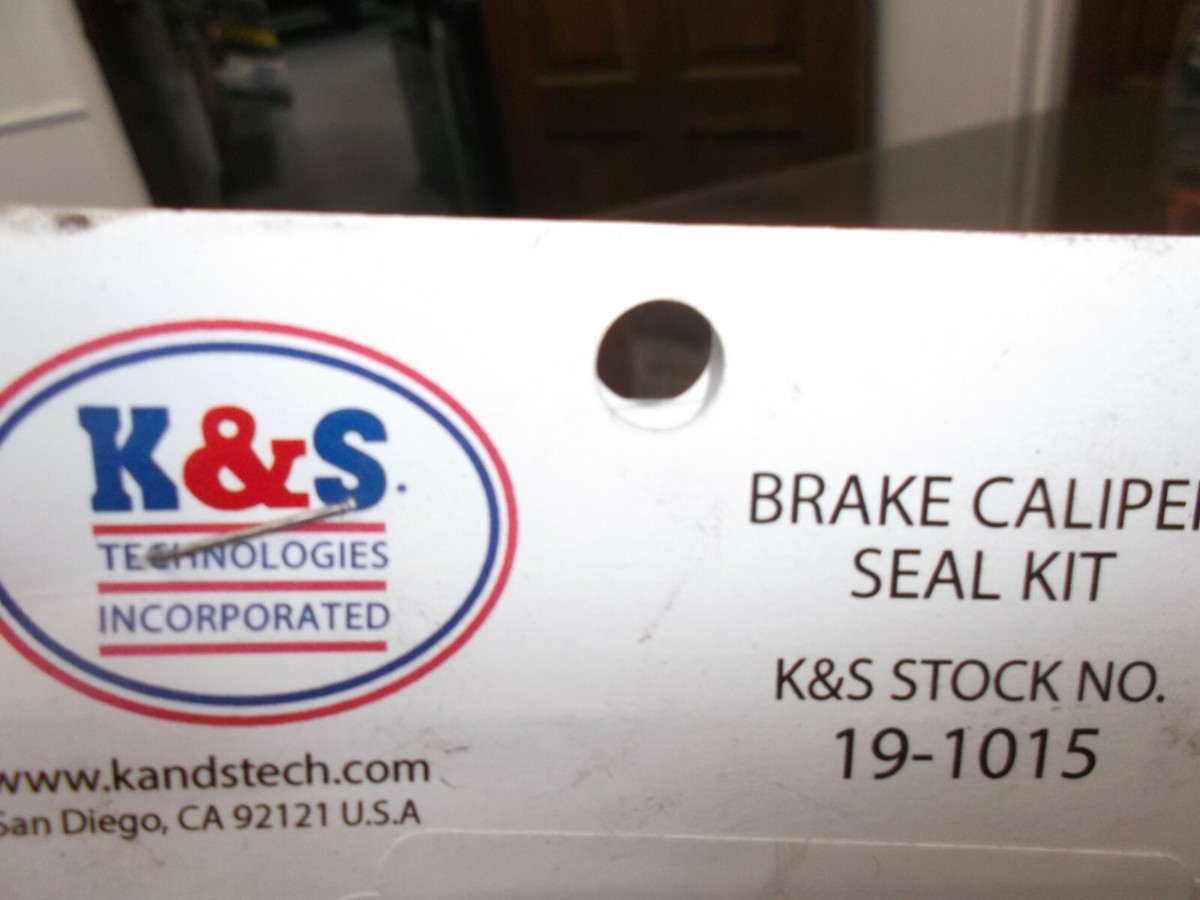 K&S.
TECHNOLOGIES
INCORPORATED
www.kandstech.com
San Diego, CA 92121 U.S.A
BRAKE CALIPER
SEAL KIT
K&S STOCK NO.
19-1015